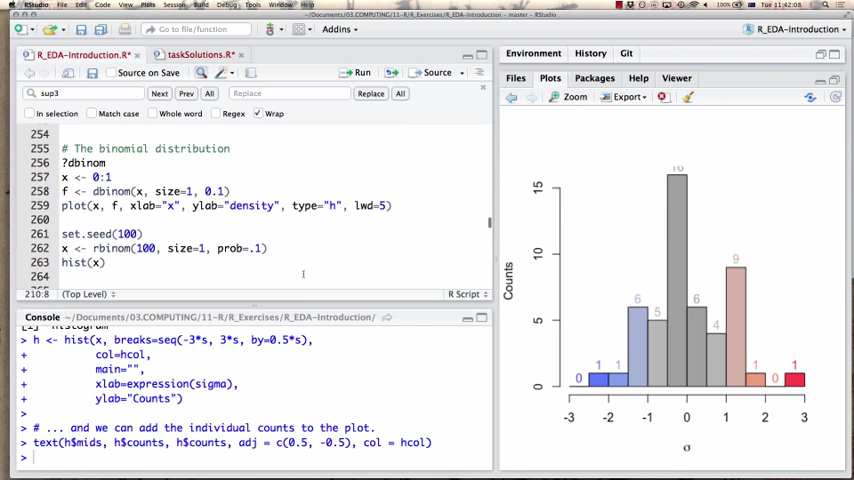 RStudio File Edit Code View Plots Session Build Debug Tools Window Help 100% Tue 11:42:08
~/Documents/03.COMPUTING/11-R/R_Exercises/R_EDA-Introduction - master - RStudio
Go to file/function Addins R_EDA-Introduction
R_EDA-Introduction.R* taskSolutions.R*
Source on Save Run Source
sup3 Next Prev All Replace Replace All
In selection Match case Whole word Regex Wrap
254
255 # The binomial distribution
256 ?dbinom
257 x <- 0:1
258 f <- dbinom(x, size=1, 0.1)
259 plot(x, f, xlab="x", ylab="density", type="h", lwd=5)
260
261 set.seed(100)
262 x <- rbinom(100, size=1, prob=.1)
263 hist(x)
264
210:8 (Top Level) R Script
Console ~/Documents/03.COMPUTING/11-R/R_Exercises/R_EDA-Introduction/
[1] "histogram"
> h <- hist(x, breaks=seq(-3*s, 3*s, by=0.5*s),
+ col=hcol,
+ main="",
+ xlab=expression(sigma),
+ ylab="Counts")
>
> # ... and we can add the individual counts to the plot.
> text(h$mids, h$counts, h$counts, adj = c(0.5, -0.5), col = hcol)
>
Environment History Git
Files Plots Packages Help Viewer
Zoom Export
16
15
10
9
6 6
5 5 4
0 0 1 1 1 0 1
Counts
-3 -2 -1 0 1 2 3
σ